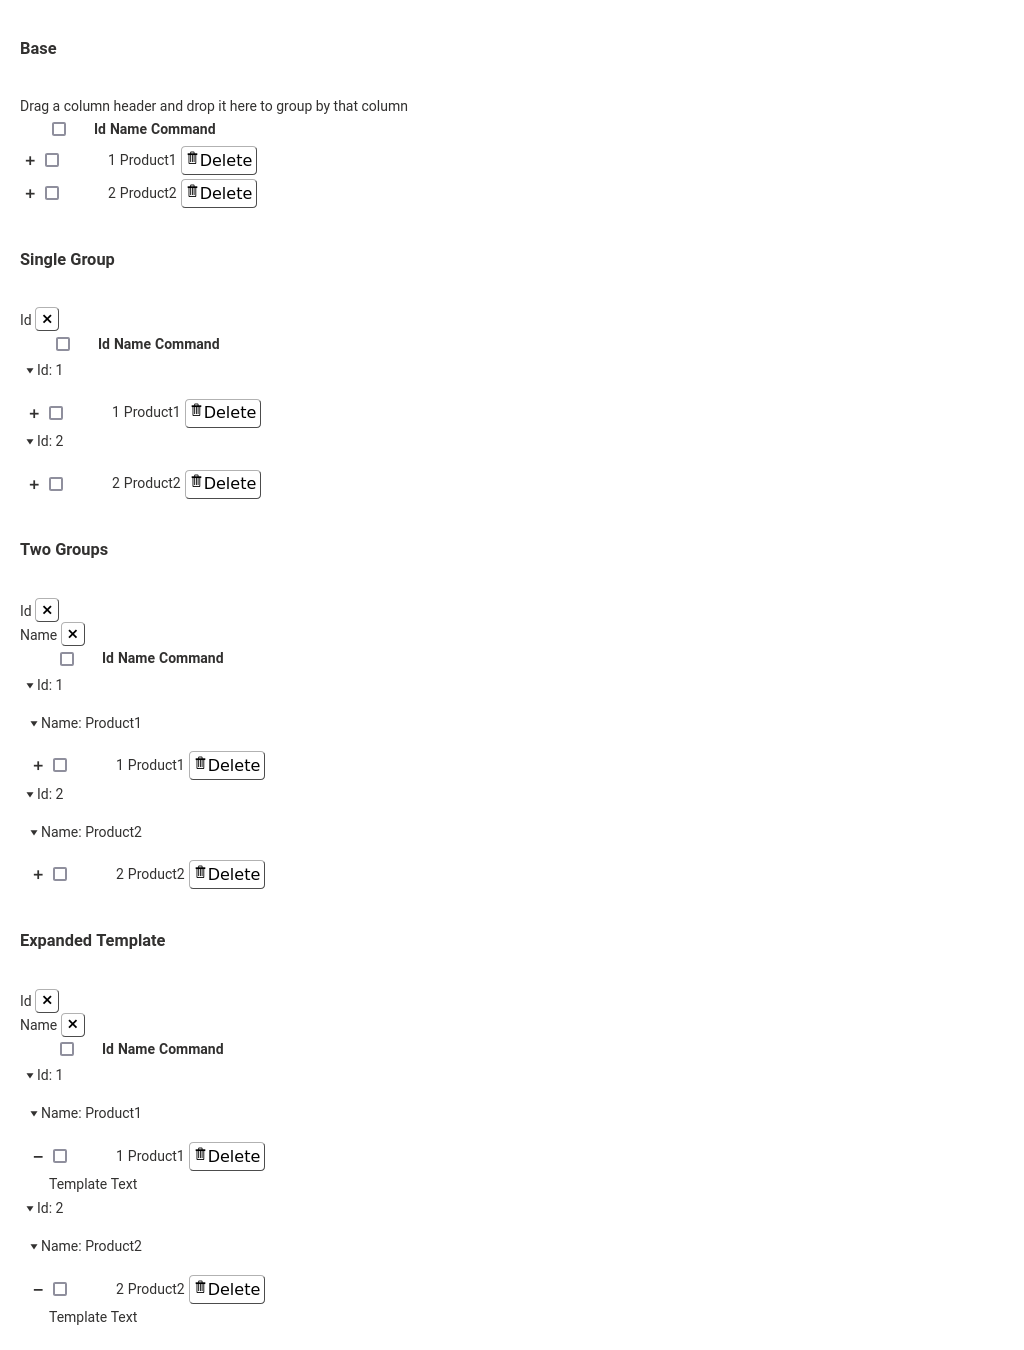 Base
Drag a column header and drop it here to group by that column
Id Name Command
+ 1 Product1 Delete
+ 2 Product2 Delete
Single Group
Id ×
Id Name Command
Id: 1
+ 1 Product1 Delete
Id: 2
+ 2 Product2 Delete
Two Groups
Id ×
Name ×
Id Name Command
Id: 1
Name: Product1
+ 1 Product1 Delete
Id: 2
Name: Product2
+ 2 Product2 Delete
Expanded Template
Id ×
Name ×
Id Name Command
Id: 1
Name: Product1
− 1 Product1 Delete
Template Text
Id: 2
Name: Product2
− 2 Product2 Delete
Template Text